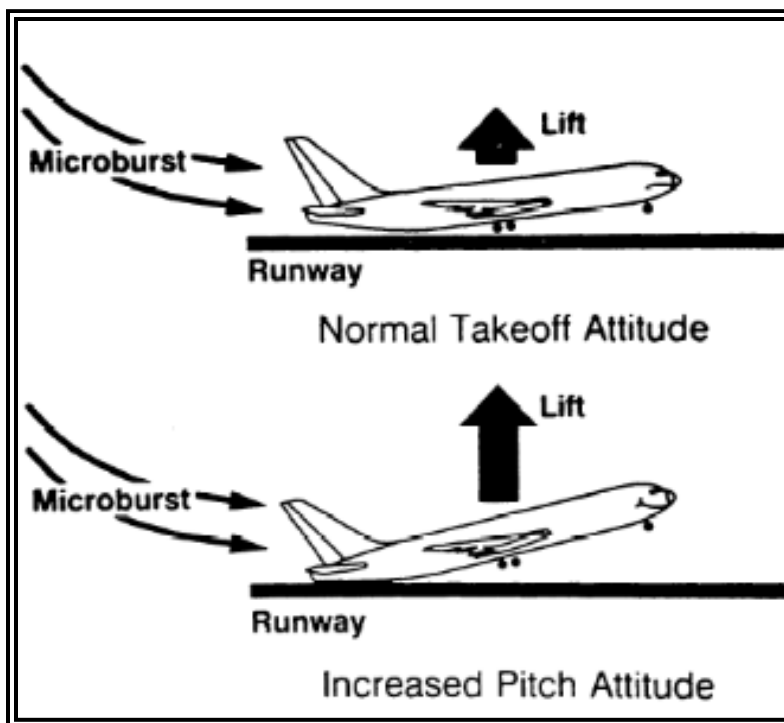 Lift
Microburst
Runway
Normal Takeoff Attitude
Lift
Microburst
Runway
Increased Pitch Attitude